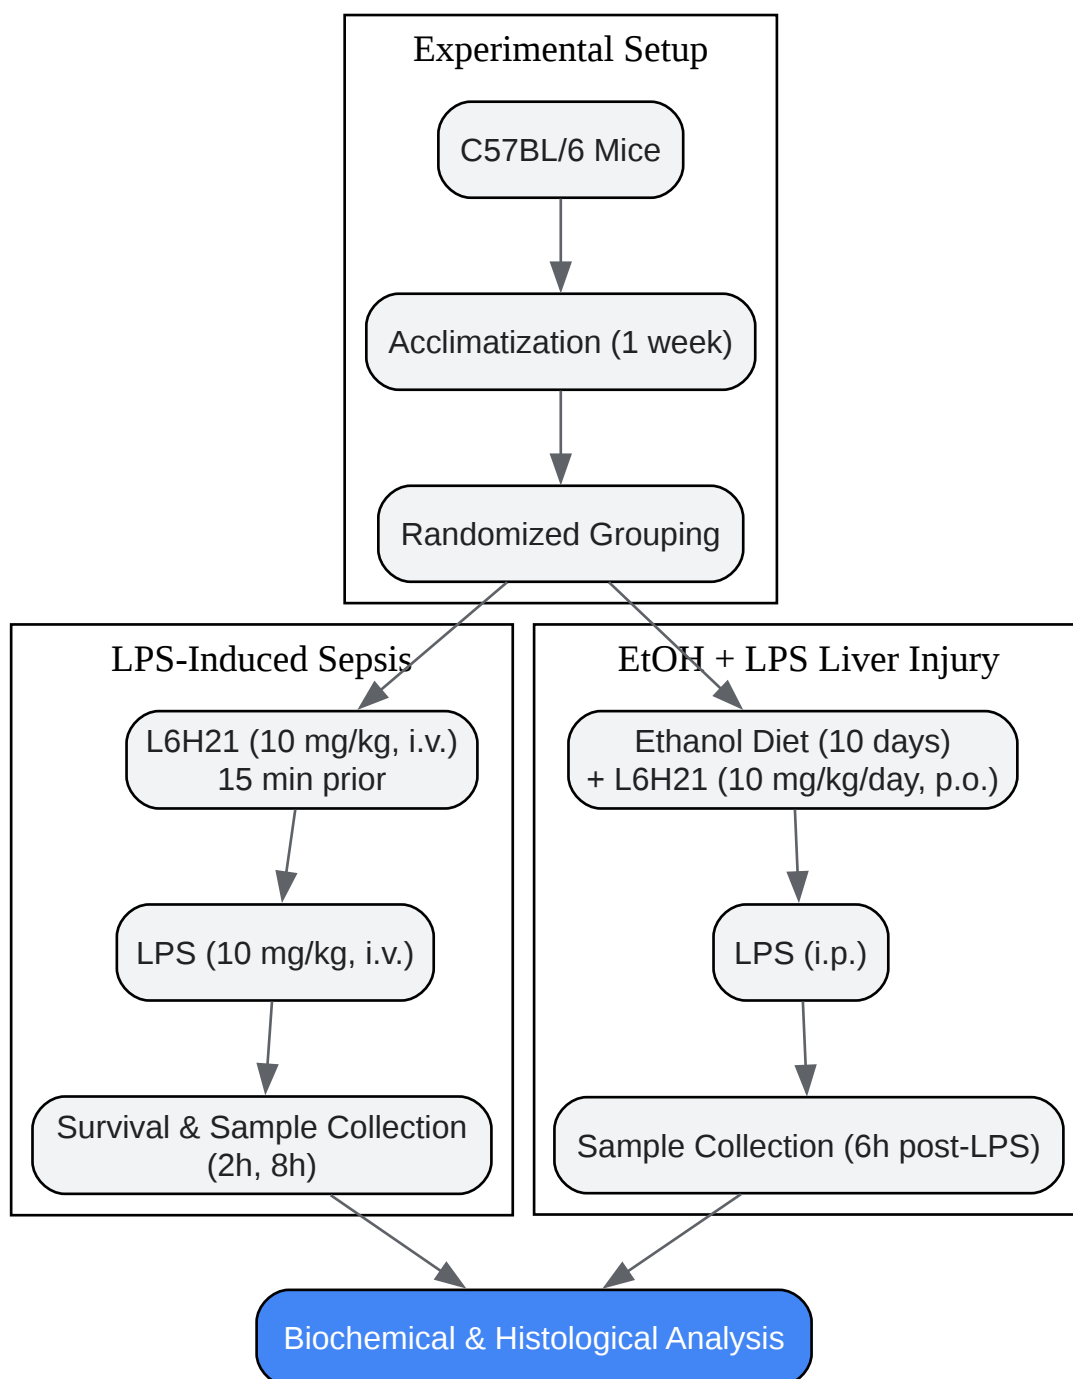 Experimental Setup
C57BL/6 Mice
Acclimatization (1 week)
Randomized Grouping
LPS-Induced Sepsis
L6H21 (10 mg/kg, i.v.)
15 min prior
LPS (10 mg/kg, i.v.)
Survival & Sample Collection
(2h, 8h)
EtOH + LPS Liver Injury
Ethanol Diet (10 days)
+ L6H21 (10 mg/kg/day, p.o.)
LPS (i.p.)
Sample Collection (6h post-LPS)
Biochemical & Histological Analysis